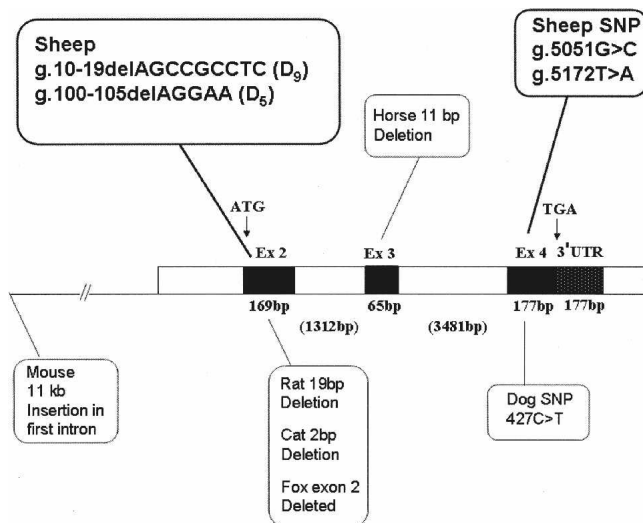 Sheep
g.10-19delAGCCGCCTC (D9)
g.100-105delAGGAA (D5)
Sheep SNP
g.5051G>C
g.5172T>A
Horse 11 bp
Deletion
ATG
TGA
Ex 2
Ex 3
Ex 4
3'UTR
169bp
65bp
177bp
177bp
(1312bp)
(3481bp)
Mouse
11 kb
Insertion in
first intron
Rat 19bp
Deletion
Cat 2bp
Deletion
Fox exon 2
Deleted
Dog SNP
427C>T